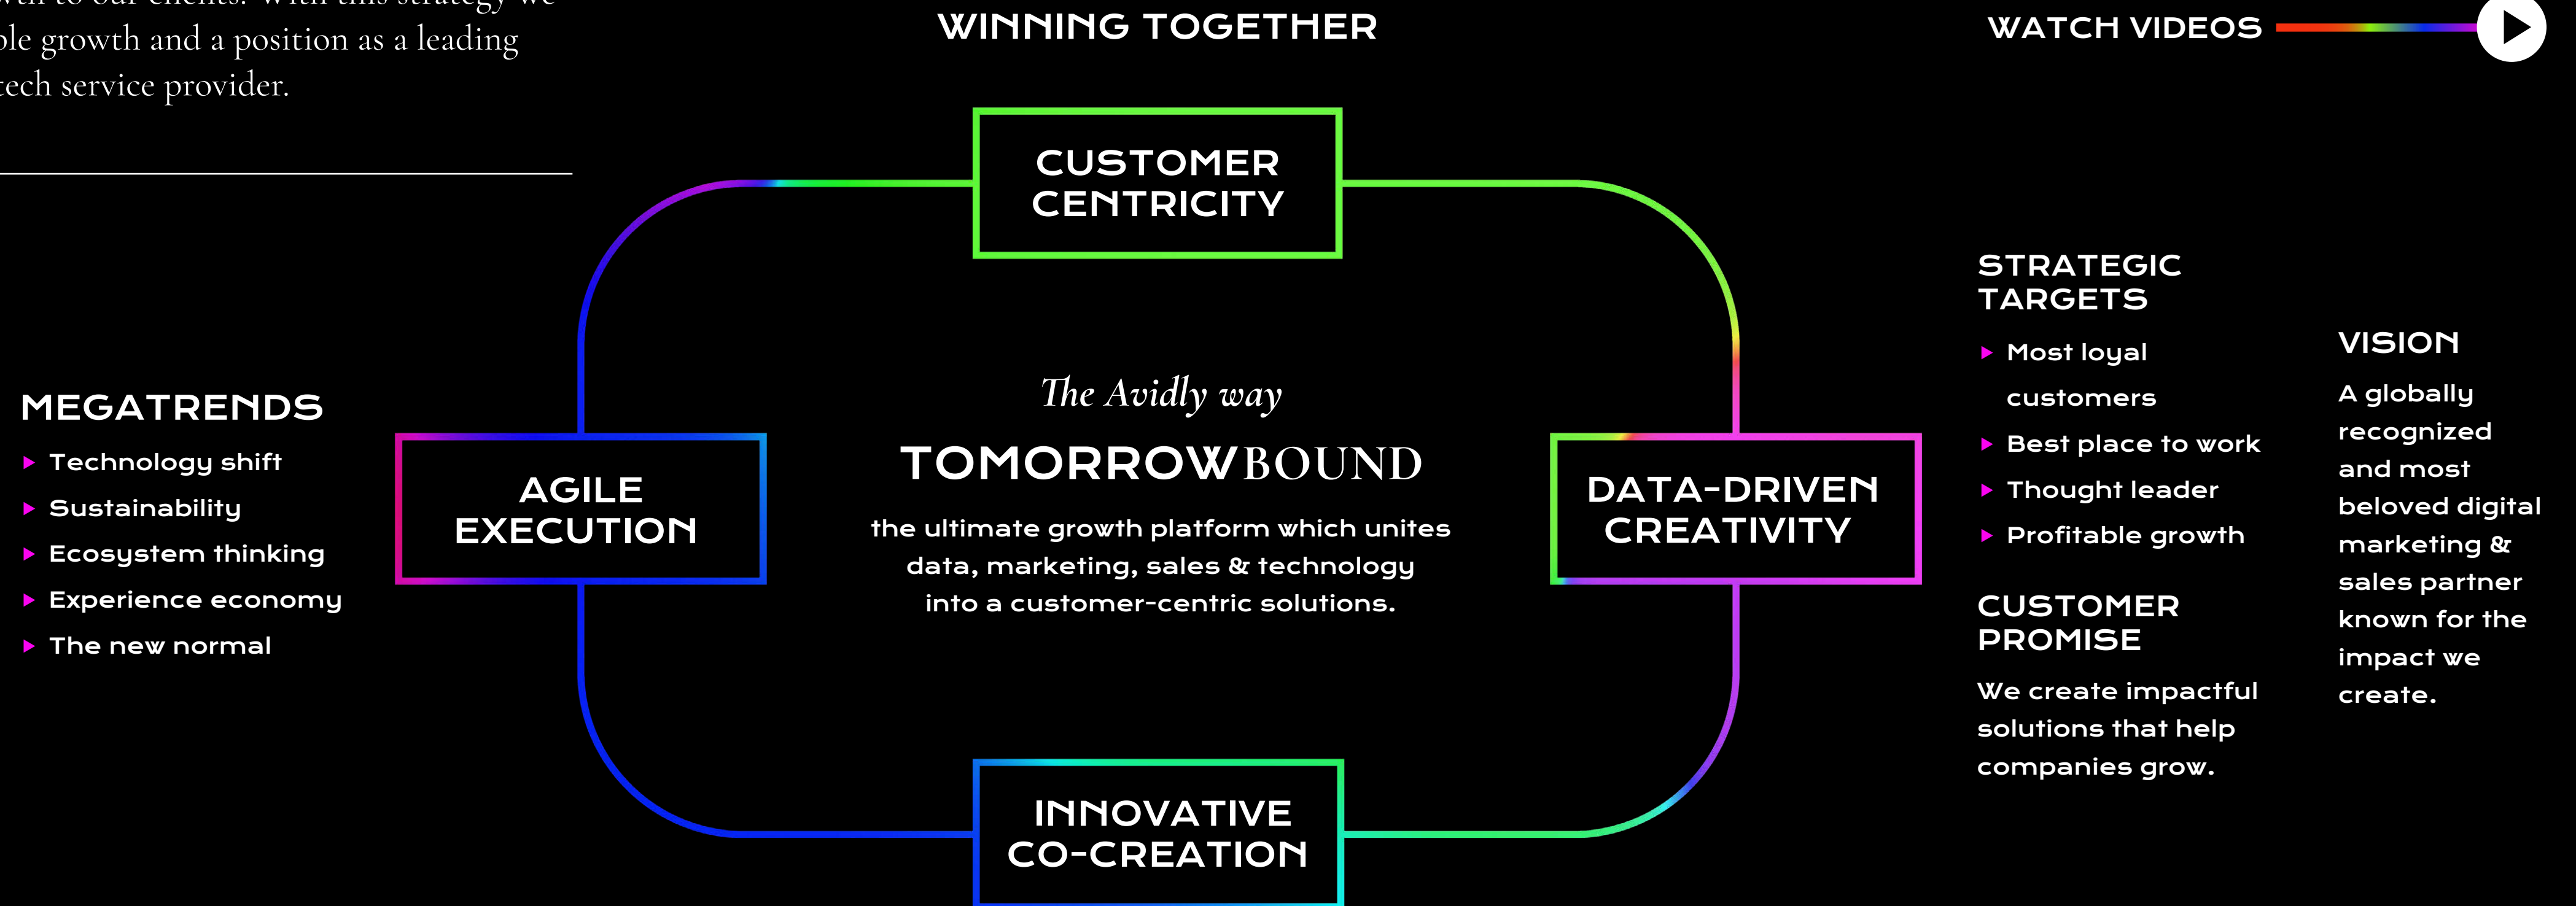 growth and a position as a leading
tech service provider.
WINNING TOGETHER
WATCH VIDEOS
CUSTOMER
CENTRICITY
MEGATRENDS
Technology shift
Sustainability
Ecosystem thinking
Experience economy
The new normal
AGILE
EXECUTION
The Avidly way
TOMORROWBOUND
the ultimate growth platform which unites
data, marketing, sales & technology
into a customer-centric solutions.
DATA-DRIVEN
CREATIVITY
INNOVATIVE
CO-CREATION
STRATEGIC
TARGETS
Most loyal
customers
Best place to work
Thought leader
Profitable growth
CUSTOMER
PROMISE
We create impactful
solutions that help
companies grow.
VISION
A globally
recognized
and most
beloved digital
marketing &
sales partner
known for the
impact we
create.